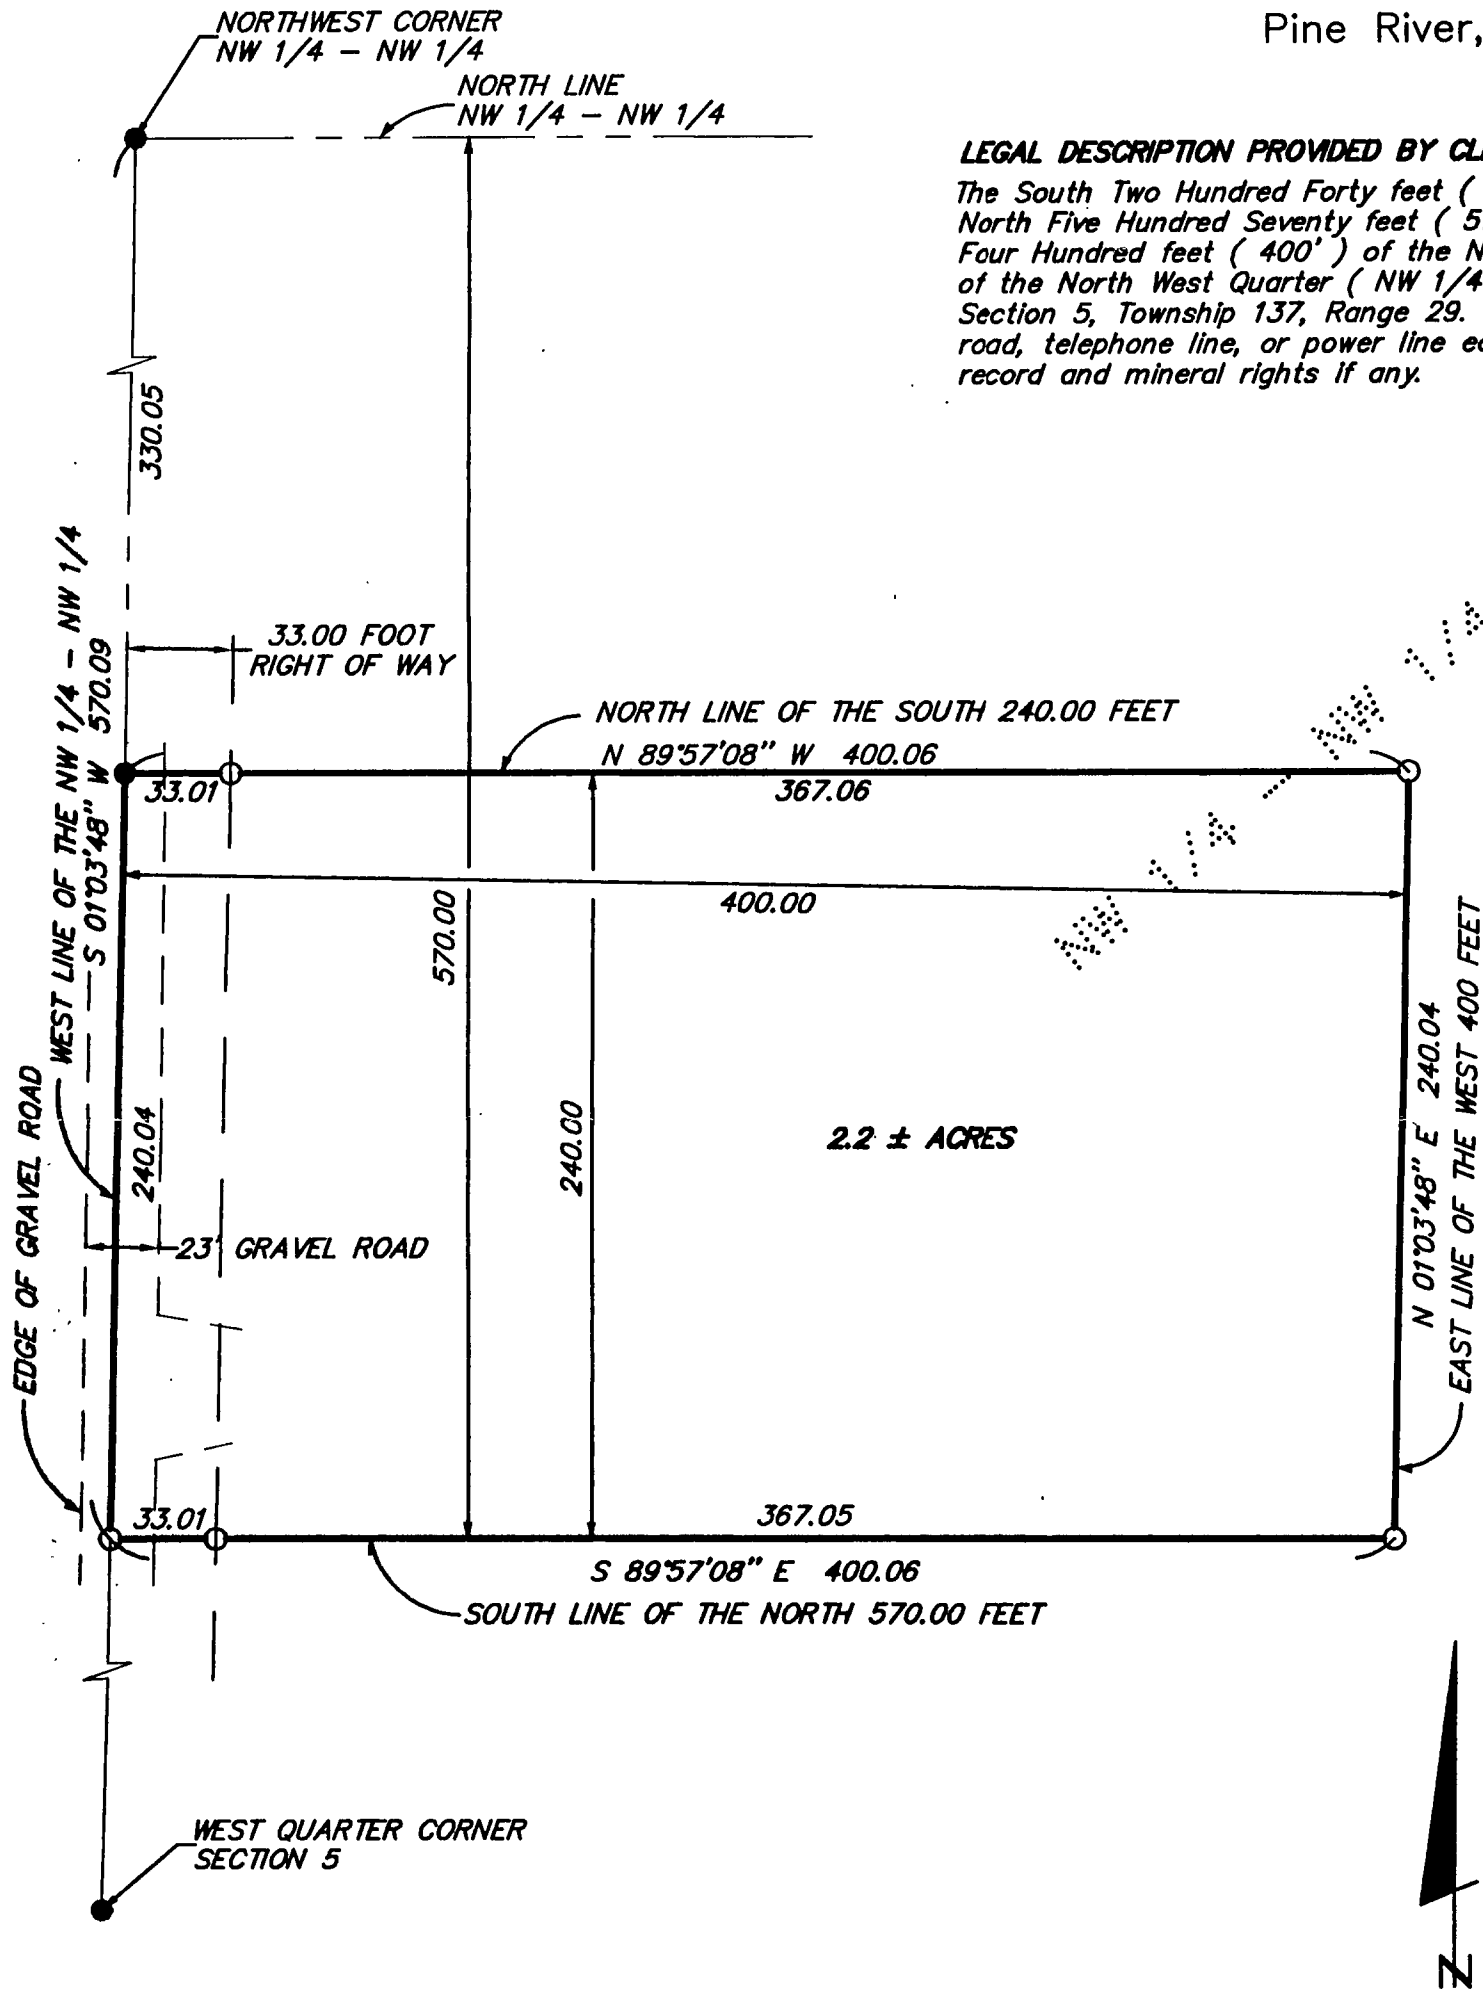 Pine River,
NORTHWEST CORNER
NW 1/4 - NW 1/4
NORTH LINE
NW 1/4 - NW 1/4
LEGAL DESCRIPTION PROVIDED BY
The South Two Hundred Forty feet (
North Five Hundred Seventy feet ( 5
Four Hundred feet ( 400' ) of the N
of the North West Quarter ( NW 1/4
Section 5, Township 137, Range 29.
road, telephone line, or power line
record and mineral rights if any.
330.05
WEST LINE OF THE NW 1/4 - NW 1/4
S 01°03'48" W 570.09
33.00 FOOT
RIGHT OF WAY
NORTH LINE OF THE SOUTH 240.00 FEET
N 89°57'08" W 400.06
33.01
367.06
NW 1/4 - NW 1/4
400.00
570.00
240.00
240.04
2.2 ± ACRES
N 01°03'48" E 240.04
EAST LINE OF THE WEST 400 FEET
EDGE OF GRAVEL ROAD
23' GRAVEL ROAD
33.01
367.05
S 89°57'08" E 400.06
SOUTH LINE OF THE NORTH 570.00 FEET
WEST QUARTER CORNER
SECTION 5
N